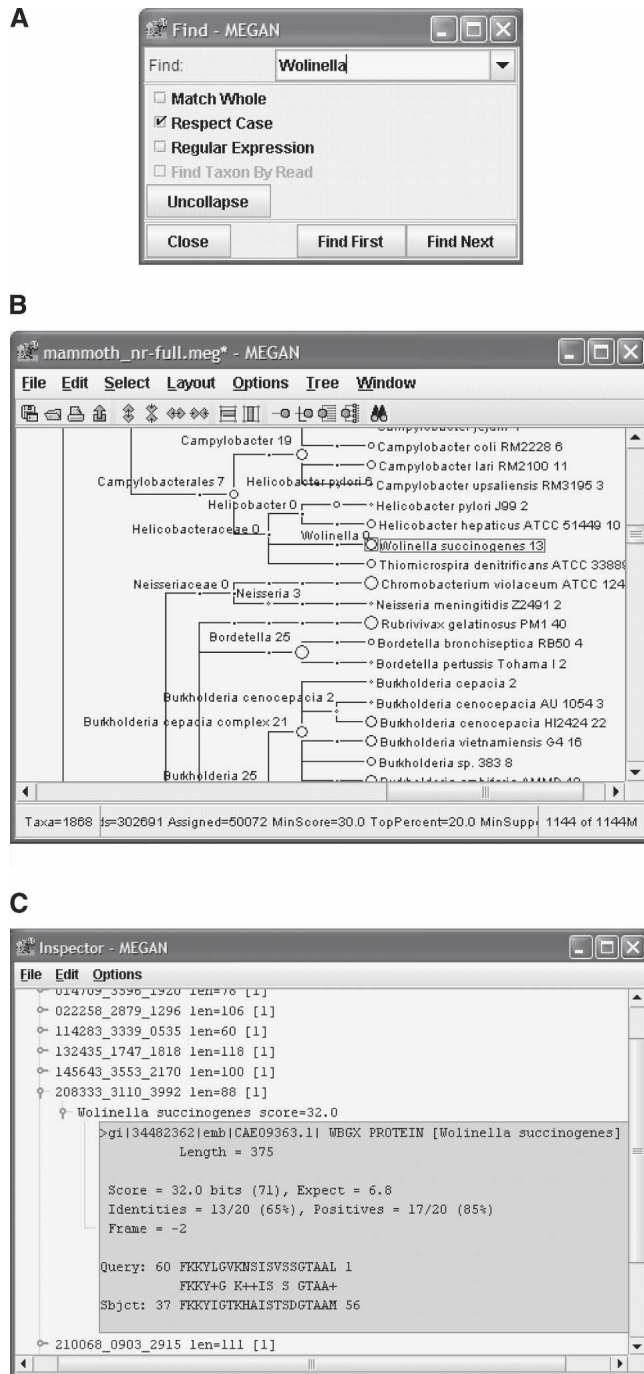 A
Find - MEGAN
Find: Wolinella
Match Whole
Respect Case
Regular Expression
Find Taxon By Read
Uncollapse
Close Find First Find Next
B
mammoth_nr-full.meg* - MEGAN
File Edit Select Layout Options Tree Window
Campylobacter 19
Campylobacter coli RM2228 6
Campylobacter lari RM2100 11
Campylobacterales 7
Helicobacter pylori 6
Campylobacter upsaliensis RM3195 3
Helicobacter 0
Helicobacter pylori J99 2
Helicobacteraceae 0
Helicobacter hepaticus ATCC 51449 10
Wolinella 0
Wolinella succinogenes 13
Thiomicrospira denitrificans ATCC 33889
Neisseriaceae 0
Chromobacterium violaceum ATCC 124
Neisseria 3
Neisseria meningitidis Z2491 2
Rubrivivax gelatinosus PM1 40
Bordetella 25
Bordetella bronchiseptica RB50 4
Bordetella pertussis Tohama I 2
Burkholderia cepacia 2
Burkholderia cenocepacia 2
Burkholderia cenocepacia AU 1054 3
Burkholderia cepacia complex 21
Burkholderia cenocepacia HI2424 22
Burkholderia vietnamiensis G4 16
Burkholderia sp. 383 8
Burkholderia 25
Taxa=1868 ds=302691 Assigned=50072 MinScore=30.0 TopPercent=20.0 MinSupp 1144 of 1144M
C
Inspector - MEGAN
File Edit Options
014709_3596_1920 len=78 [1]
022258_2879_1296 len=106 [1]
114283_3339_0535 len=60 [1]
132435_1747_1818 len=118 [1]
145643_3553_2170 len=100 [1]
208333_3110_3992 len=88 [1]
Wolinella succinogenes score=32.0
>gi|34482362|emb|CAE09363.1| WBGX PROTEIN [Wolinella succinogenes]
Length = 375
Score = 32.0 bits (71), Expect = 6.8
Identities = 13/20 (65%), Positives = 17/20 (85%)
Frame = -2
Query: 60 FKKYLGVKNSISVSSGTAAL 1
FKKY+G K++IS S GTAA+
Sbjct: 37 FKKYIGTKHAISTSDGTAAM 56
210068_0903_2915 len=111 [1]